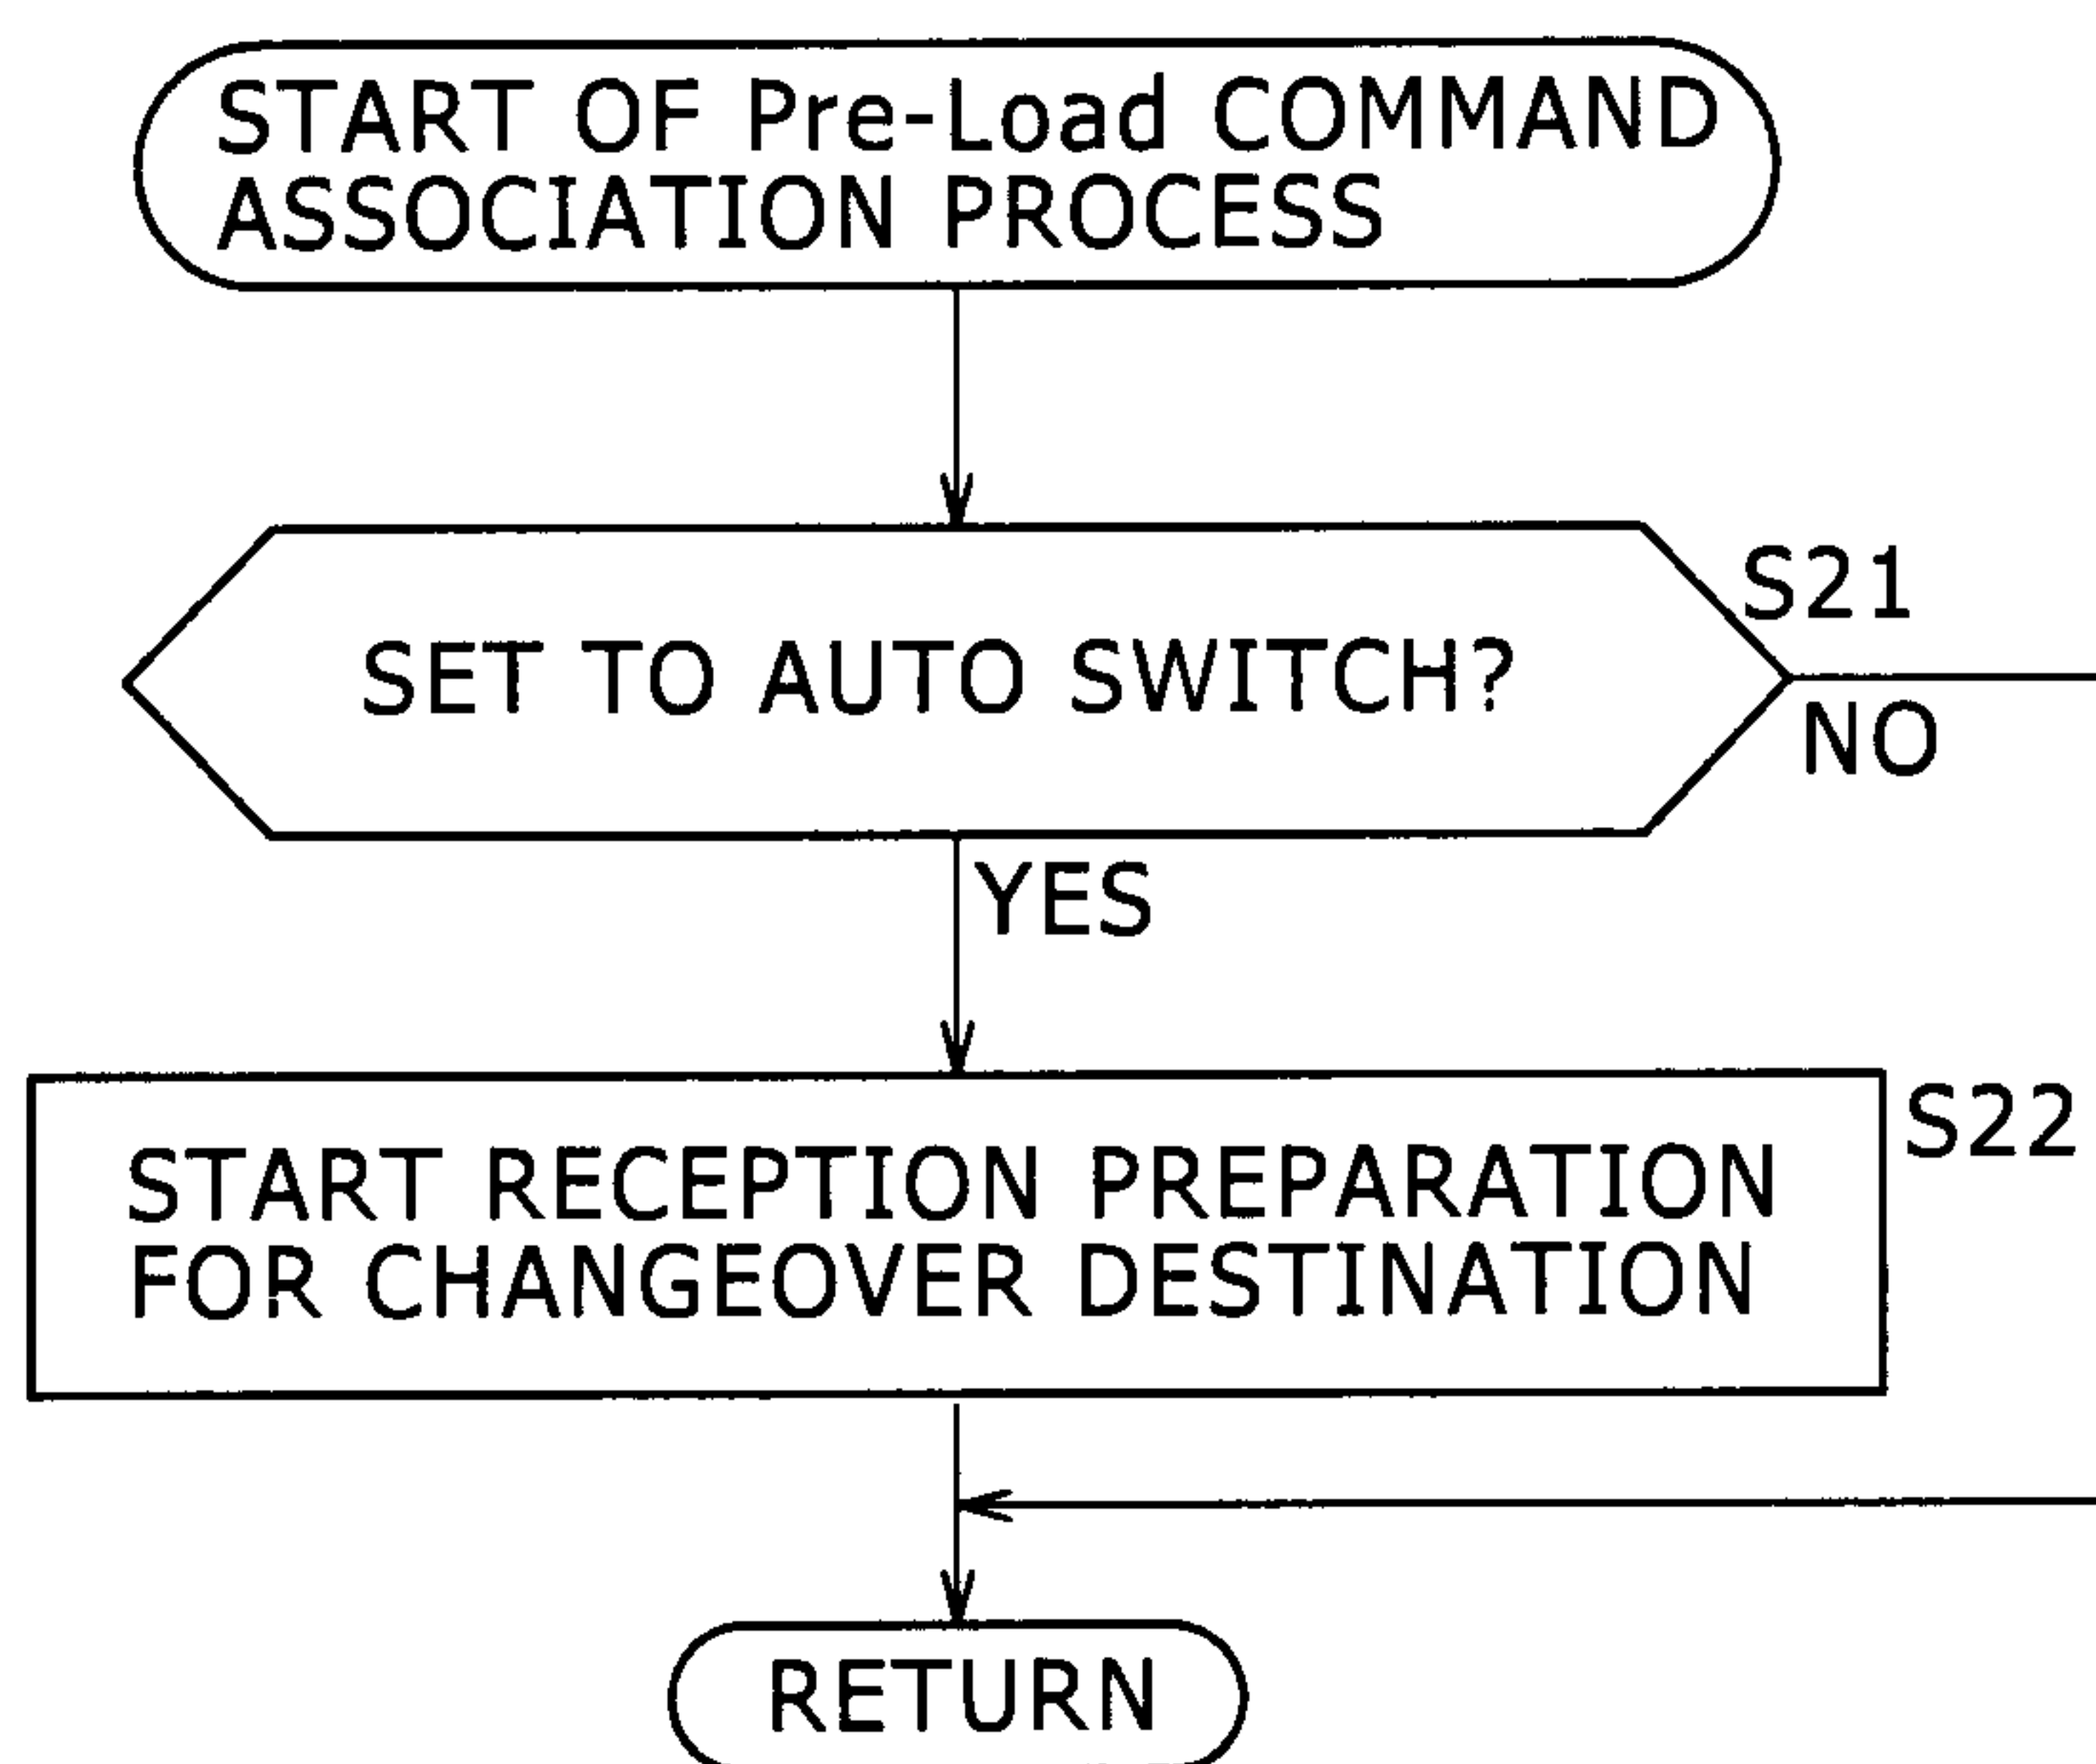 START OF Pre-Load COMMAND
ASSOCIATION PROCESS
S21
SET TO AUTO SWITCH?
NO
YES
S22
START RECEPTION PREPARATION
FOR CHANGEOVER DESTINATION
RETURN